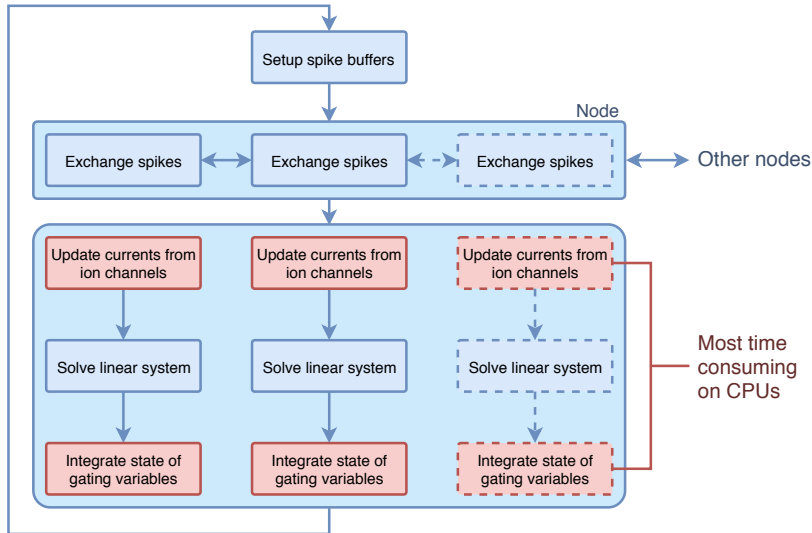 Setup spike buffers
Node
Exchange spikes
Exchange spikes
Exchange spikes
Other nodes
Update currents from
ion channels
Update currents from
ion channels
Update currents from
ion channels
Solve linear system
Solve linear system
Solve linear system
Most time
consuming
on CPUs
Integrate state of
gating variables
Integrate state of
gating variables
Integrate state of
gating variables